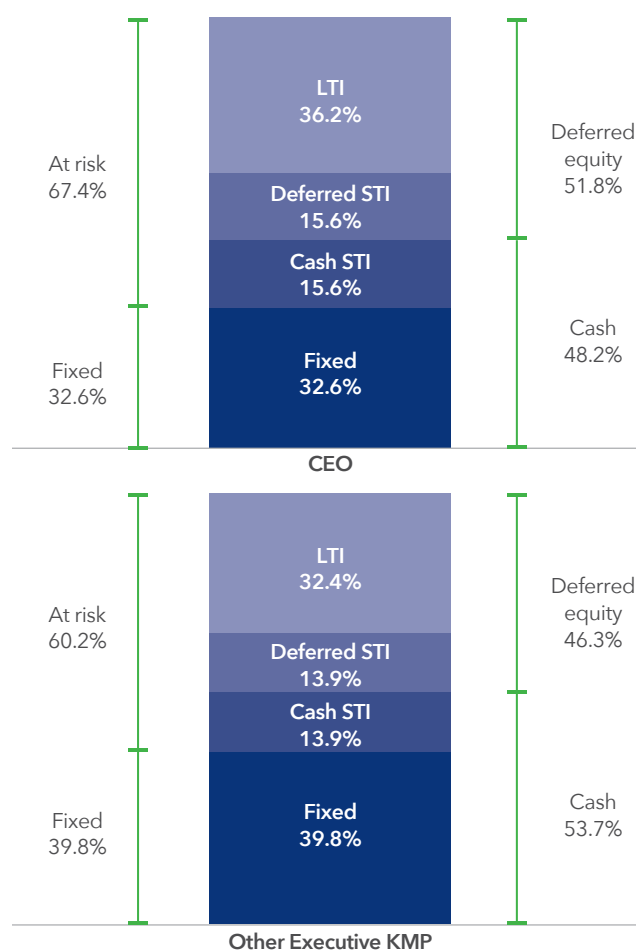 LTI
36.2%
At risk
67.4%
Deferred
equity
51.8%
Deferred STI
15.6%
Cash STI
15.6%
Fixed
32.6%
Fixed
32.6%
Cash
48.2%
CEO
LTI
32.4%
At risk
60.2%
Deferred
equity
46.3%
Deferred STI
13.9%
Cash STI
13.9%
Fixed
39.8%
Fixed
39.8%
Cash
53.7%
Other Executive KMP